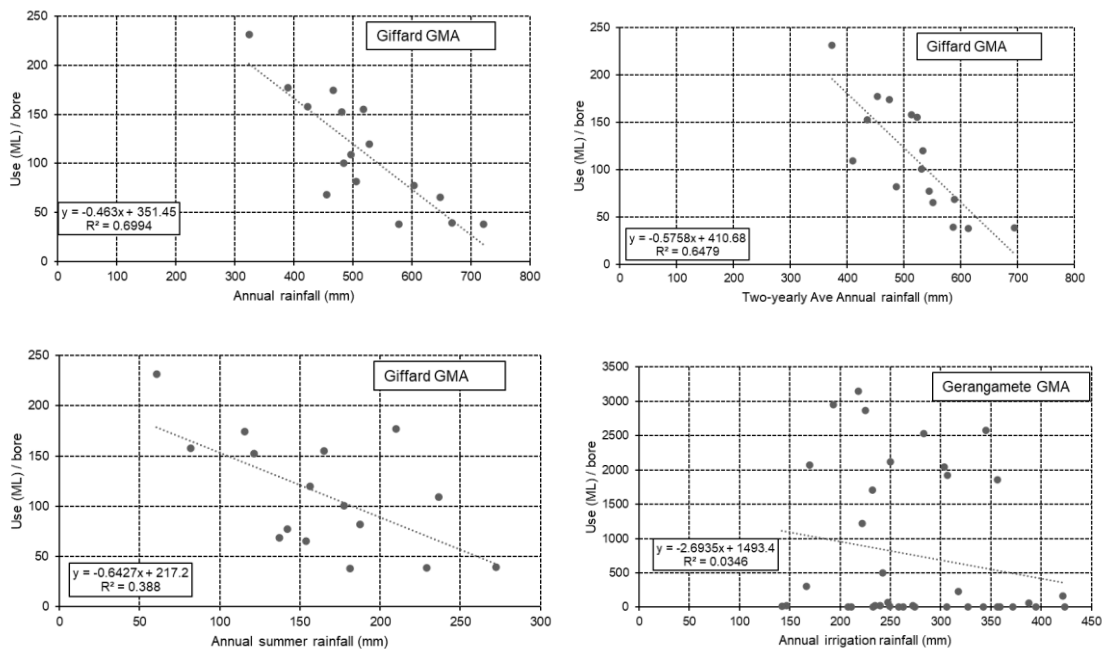 250
200
150
100
50
0
Use (ML) / bore
Giffard GMA
y = -0.463x + 351.45
R² = 0.6994
0 100 200 300 400 500 600 700 800
Annual rainfall (mm)
250
200
150
100
50
0
Use (ML) / bore
Giffard GMA
y = -0.5758x + 410.68
R² = 0.6479
0 100 200 300 400 500 600 700 800
Two-yearly Ave Annual rainfall (mm)
250
200
150
100
50
0
Use (ML) / bore
Giffard GMA
y = -0.6427x + 217.2
R² = 0.388
0 50 100 150 200 250 300
Annual summer rainfall (mm)
3500
3000
2500
2000
1500
1000
500
0
Use (ML) / bore
Gerangamete GMA
y = -2.6935x + 1493.4
R² = 0.0346
0 50 100 150 200 250 300 350 400 450
Annual irrigation rainfall (mm)